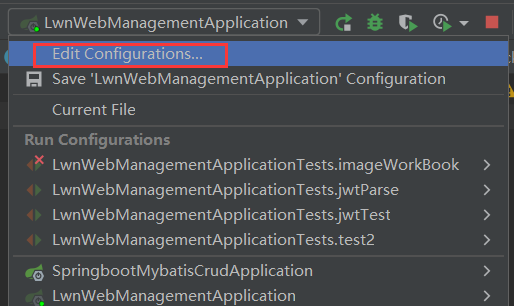 LwnWebManagementApplication
Edit Configurations...
Save 'LwnWebManagementApplication' Configuration
Current File
Run Configurations
LwnWebManagementApplicationTests.imageWorkBook
LwnWebManagementApplicationTests.jwtParse
LwnWebManagementApplicationTests.jwtTest
LwnWebManagementApplicationTests.test2
SpringbootMybatisCrudApplication
LwnWebManagementApplication